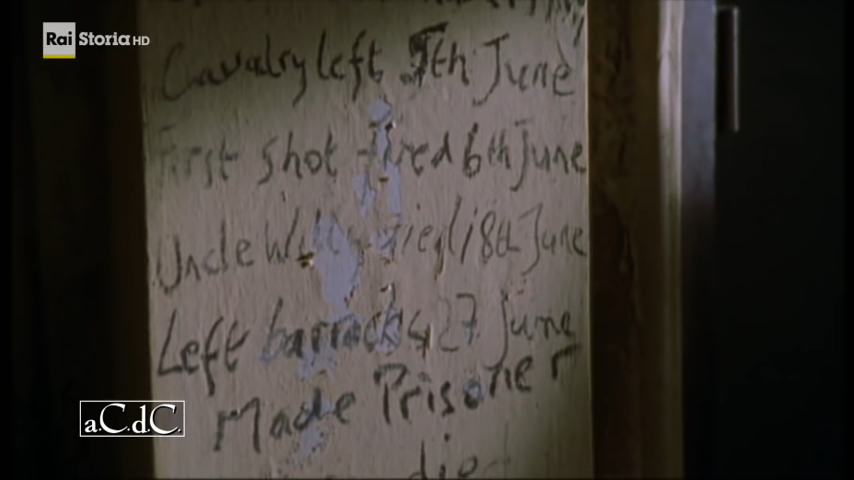 Rai Storia HD
Cavalry left 5th June
First shot fired 6th June
Uncle Willy died 18th June
Left barracks 27 June
Made Prisoner
died
a.C.d.C.